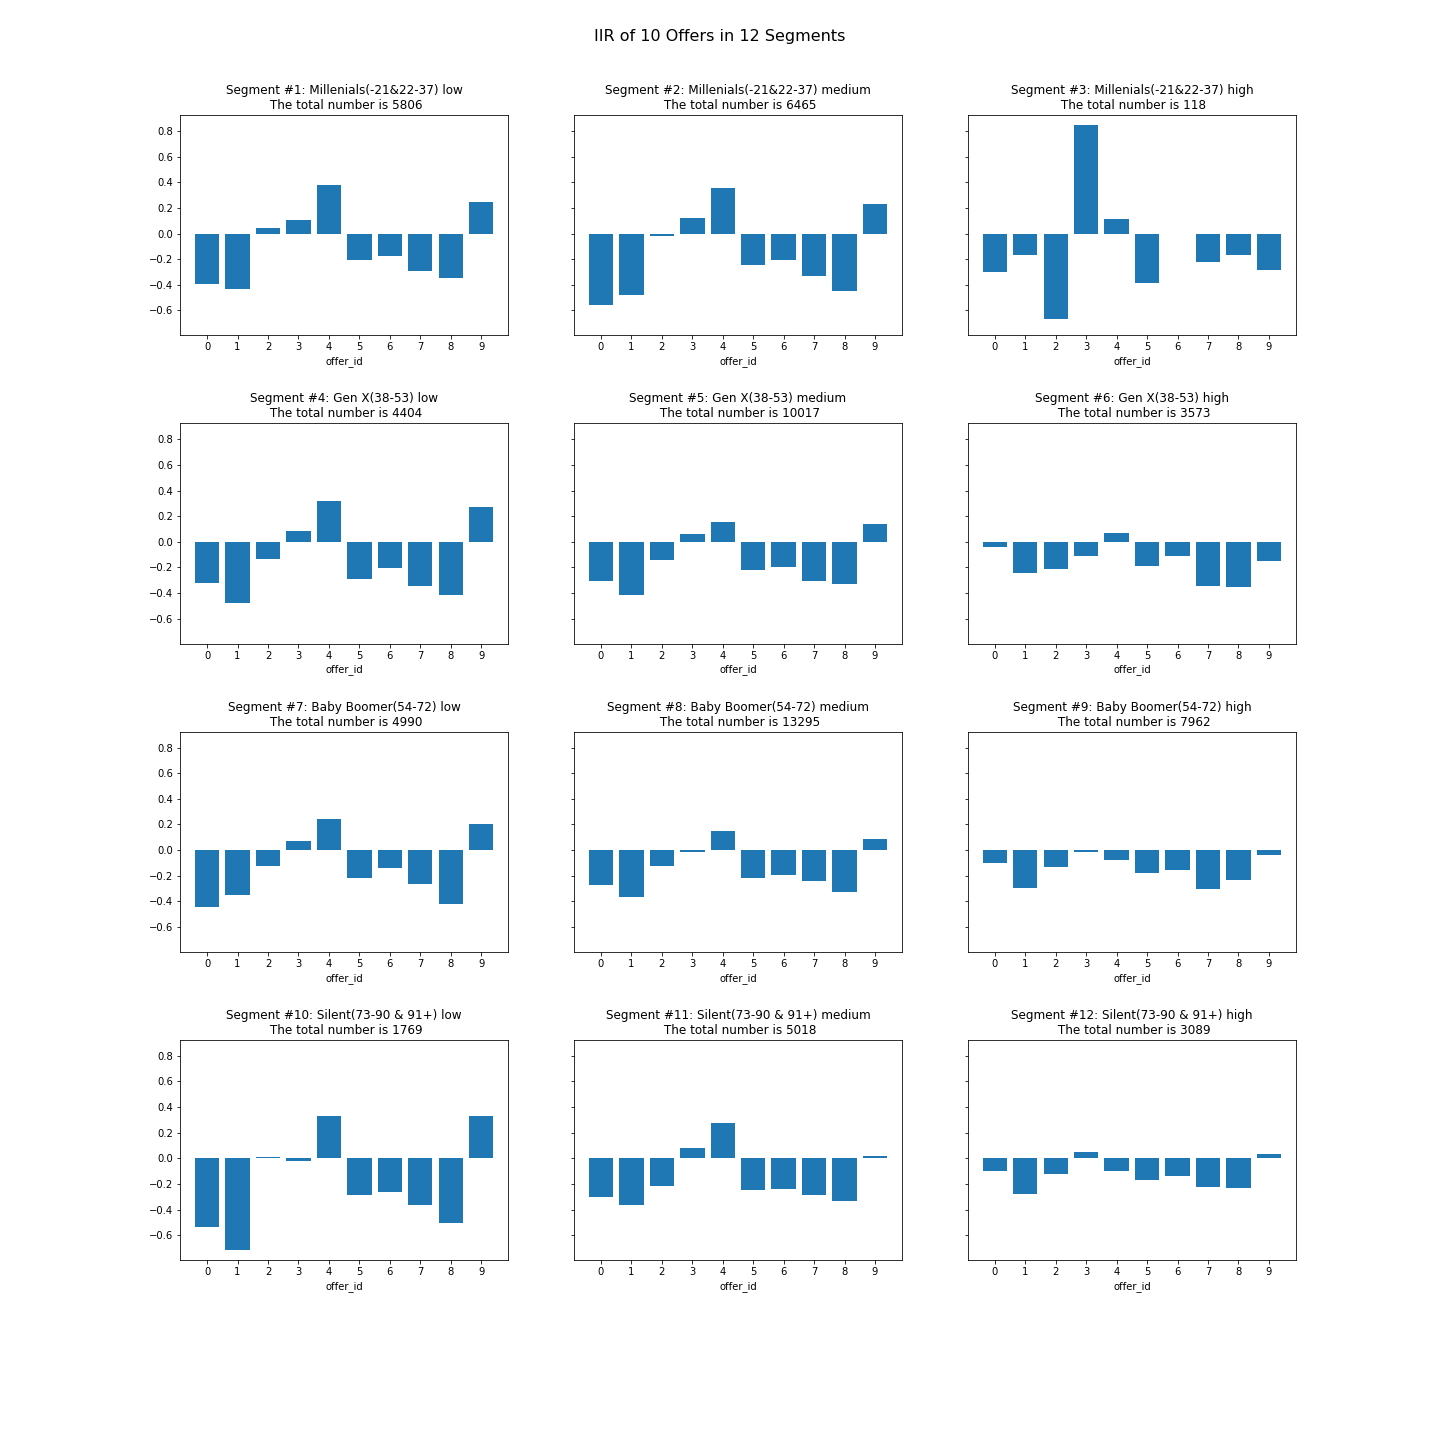 IIR of 10 Offers in 12 Segments
Segment #1: Millenials(-21&22-37) low
The total number is 5806
Segment #2: Millenials(-21&22-37) medium
The total number is 6465
Segment #3: Millenials(-21&22-37) high
The total number is 118
0.8
0.6
0.4
0.2
0.0
−0.2
−0.4
−0.6
0 1 2 3 4 5 6 7 8 9
offer_id
0 1 2 3 4 5 6 7 8 9
offer_id
0 1 2 3 4 5 6 7 8 9
offer_id
Segment #4: Gen X(38-53) low
The total number is 4404
Segment #5: Gen X(38-53) medium
The total number is 10017
Segment #6: Gen X(38-53) high
The total number is 3573
0.8
0.6
0.4
0.2
0.0
−0.2
−0.4
−0.6
0 1 2 3 4 5 6 7 8 9
offer_id
0 1 2 3 4 5 6 7 8 9
offer_id
0 1 2 3 4 5 6 7 8 9
offer_id
Segment #7: Baby Boomer(54-72) low
The total number is 4990
Segment #8: Baby Boomer(54-72) medium
The total number is 13295
Segment #9: Baby Boomer(54-72) high
The total number is 7962
0.8
0.6
0.4
0.2
0.0
−0.2
−0.4
−0.6
0 1 2 3 4 5 6 7 8 9
offer_id
0 1 2 3 4 5 6 7 8 9
offer_id
0 1 2 3 4 5 6 7 8 9
offer_id
Segment #10: Silent(73-90 & 91+) low
The total number is 1769
Segment #11: Silent(73-90 & 91+) medium
The total number is 5018
Segment #12: Silent(73-90 & 91+) high
The total number is 3089
0.8
0.6
0.4
0.2
0.0
−0.2
−0.4
−0.6
0 1 2 3 4 5 6 7 8 9
offer_id
0 1 2 3 4 5 6 7 8 9
offer_id
0 1 2 3 4 5 6 7 8 9
offer_id